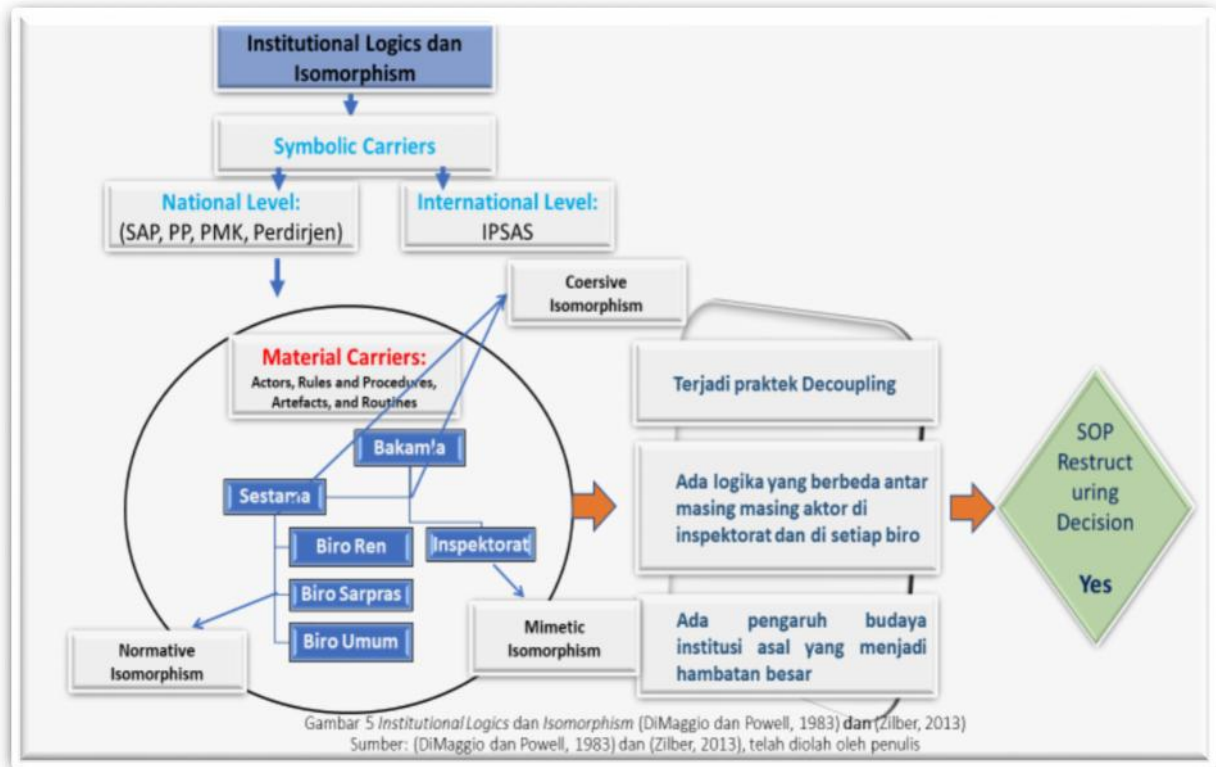 Institutional Logics dan
Isomorphism
Symbolic Carriers
National Level:
(SAP, PP, PMK, Perdirjen)
International Level:
IPSAS
Coersive
Isomorphism
Material Carriers:
Actors, Rules and Procedures,
Artefacts, and Routines
Bakamla
Sestama
Biro Ren
Inspektorat
Biro Sarpras
Biro Umum
Normative
Isomorphism
Mimetic
Isomorphism
Terjadi praktek Decoupling
Ada logika yang berbeda antar
masing masing aktor di
inspektorat dan di setiap biro
Ada pengaruh budaya
institusi asal yang menjadi
hambatan besar
SOP
Restruct
uring
Decision
Yes
Gambar 5 Institutional Logics dan Isomorphism (DiMaggio dan Powell, 1983) dan (Zilber, 2013)
Sumber: (DiMaggio dan Powell, 1983) dan (Zilber, 2013), telah diolah oleh penulis